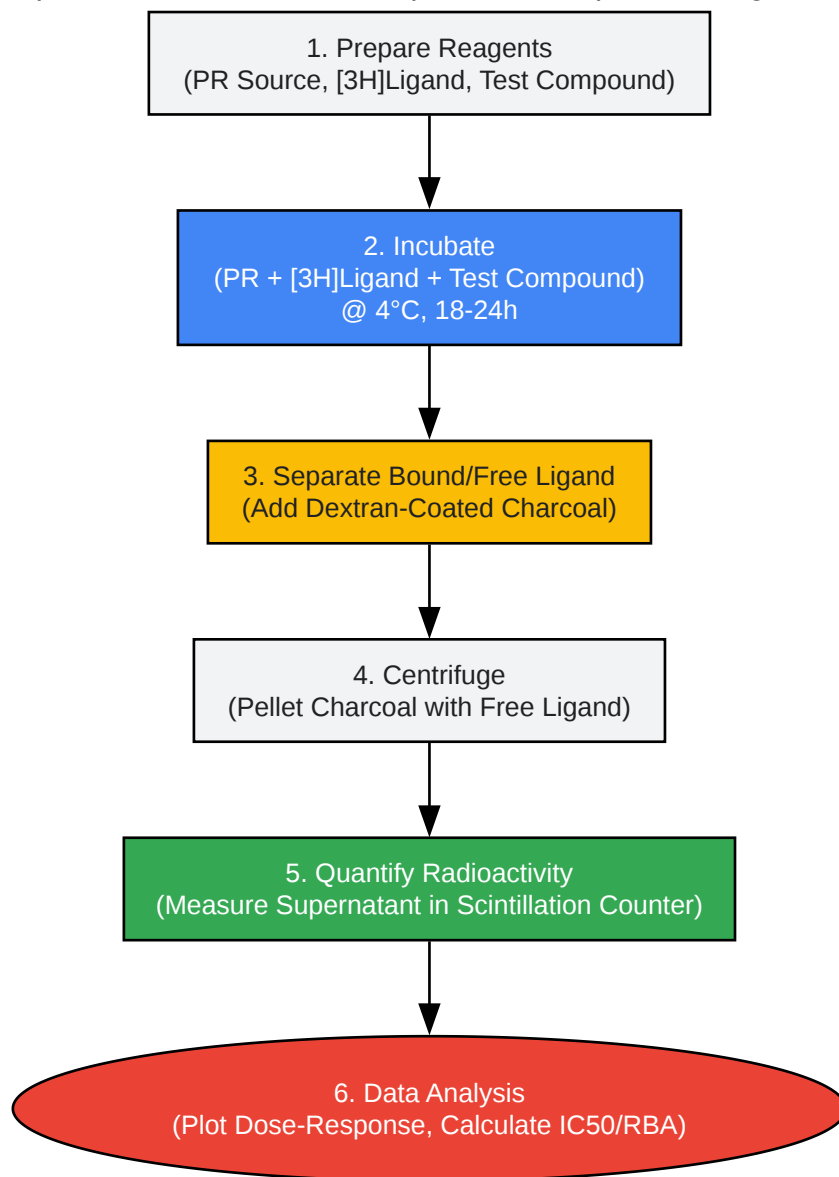 1. Prepare Reagents
(PR Source, [3H]Ligand, Test Compound)
2. Incubate
(PR + [3H]Ligand + Test Compound)
@ 4°C, 18-24h
3. Separate Bound/Free Ligand
(Add Dextran-Coated Charcoal)
4. Centrifuge
(Pellet Charcoal with Free Ligand)
5. Quantify Radioactivity
(Measure Supernatant in Scintillation Counter)
6. Data Analysis
(Plot Dose-Response, Calculate IC50/RBA)